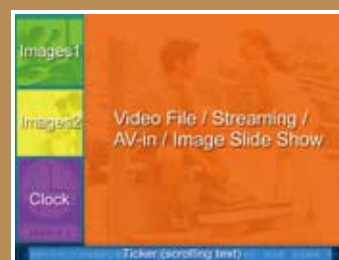 Images1
Images2
Video File / Streaming /
AV-in / Image Slide Show
Clock
Ticker (scrolling text)